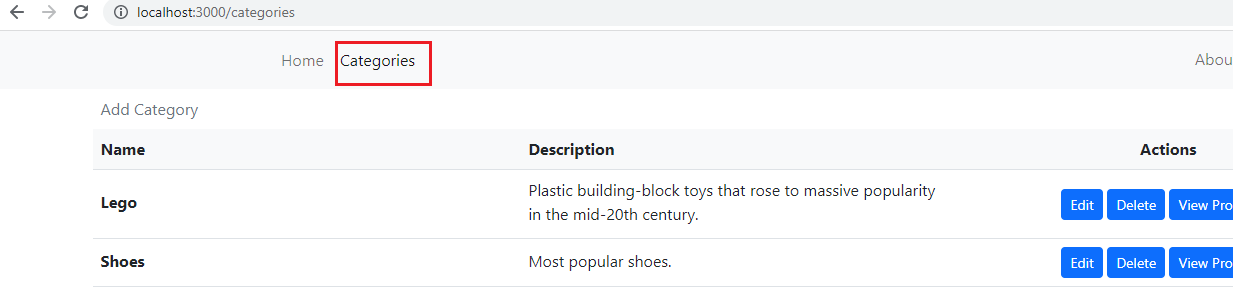 localhost:3000/categories
Home Categories Abou
Add Category
Name Description Actions
Lego Plastic building-block toys that rose to massive popularity
in the mid-20th century.
Edit Delete View Pro
Shoes Most popular shoes. Edit Delete View Pro